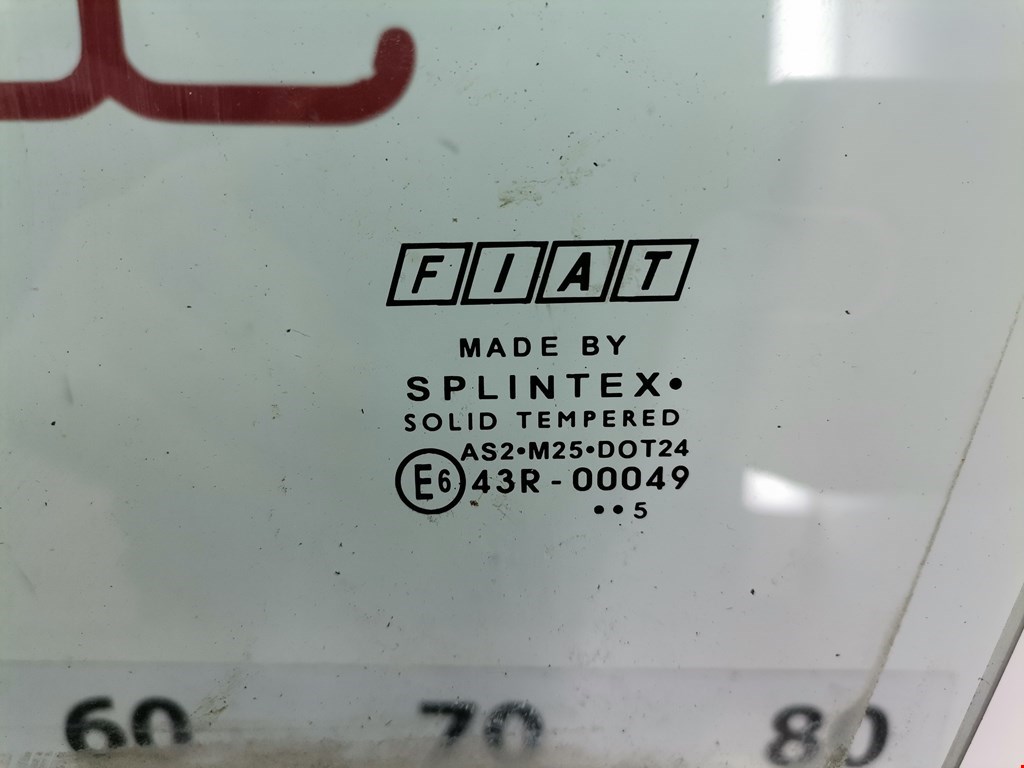 FIAT
MADE BY
SPLINTEX•
SOLID TEMPERED
AS2•M25•DOT24
E6 43R-00049
•• 5
60 70 80